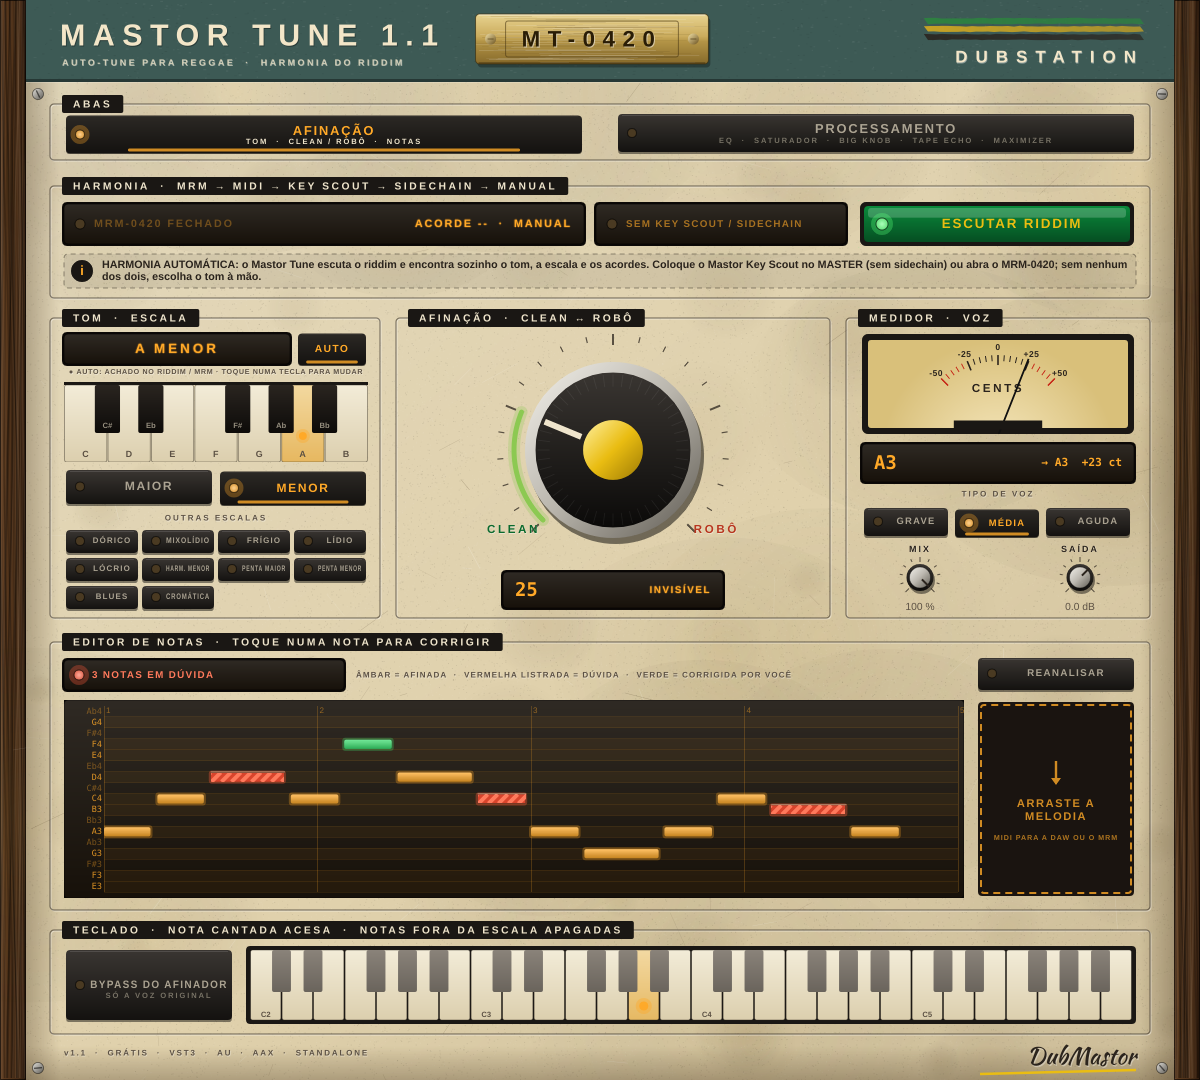 MASTOR TUNE 1.1
AUTO-TUNE PARA REGGAE · HARMONIA DO RIDDIM
MT-0420
DUBSTATION
ABAS
AFINAÇÃO
TOM · CLEAN / ROBÔ · NOTAS
PROCESSAMENTO
EQ · SATURADOR · BIG KNOB · TAPE ECHO · MAXIMIZER
HARMONIA · MRM → MIDI → KEY SCOUT → SIDECHAIN → MANUAL
MRM-0420 FECHADO
ACORDE -- · MANUAL
SEM KEY SCOUT / SIDECHAIN
ESCUTAR RIDDIM
i
HARMONIA AUTOMÁTICA: o Mastor Tune escuta o riddim e encontra sozinho o tom, a escala e os acordes. Coloque o Mastor Key Scout no MASTER (sem sidechain) ou abra o MRM-0420; sem nenhum
dos dois, escolha o tom à mão.
TOM · ESCALA
A MENOR
AUTO
● AUTO: ACHADO NO RIDDIM / MRM · TOQUE NUMA TECLA PARA MUDAR
C# Eb F# Ab Bb
C D E F G A B
MAIOR
MENOR
OUTRAS ESCALAS
DÓRICO MIXOLÍDIO FRÍGIO LÍDIO
LÓCRIO HARM. MENOR PENTA MAIOR PENTA MENOR
BLUES CROMÁTICA
AFINAÇÃO · CLEAN ↔ ROBÔ
CLEAN
ROBÔ
25
INVISÍVEL
MEDIDOR · VOZ
-50 -25 0 +25 +50
CENTS
A3
→ A3 +23 ct
TIPO DE VOZ
GRAVE MÉDIA AGUDA
MIX
SAÍDA
100 %
0.0 dB
EDITOR DE NOTAS · TOQUE NUMA NOTA PARA CORRIGIR
3 NOTAS EM DÚVIDA
ÂMBAR = AFINADA · VERMELHA LISTRADA = DÚVIDA · VERDE = CORRIGIDA POR VOCÊ
REANALISAR
1 2 3 4 5
Ab4
G4
F#4
F4
E4
Eb4
D4
C#4
C4
B3
Bb3
A3
Ab3
G3
F#3
F3
E3
ARRASTE A
MELODIA
MIDI PARA A DAW OU O MRM
TECLADO · NOTA CANTADA ACESA · NOTAS FORA DA ESCALA APAGADAS
BYPASS DO AFINADOR
SÓ A VOZ ORIGINAL
C2 C3 C4 C5
v1.1 · GRÁTIS · VST3 · AU · AAX · STANDALONE
DubMastor